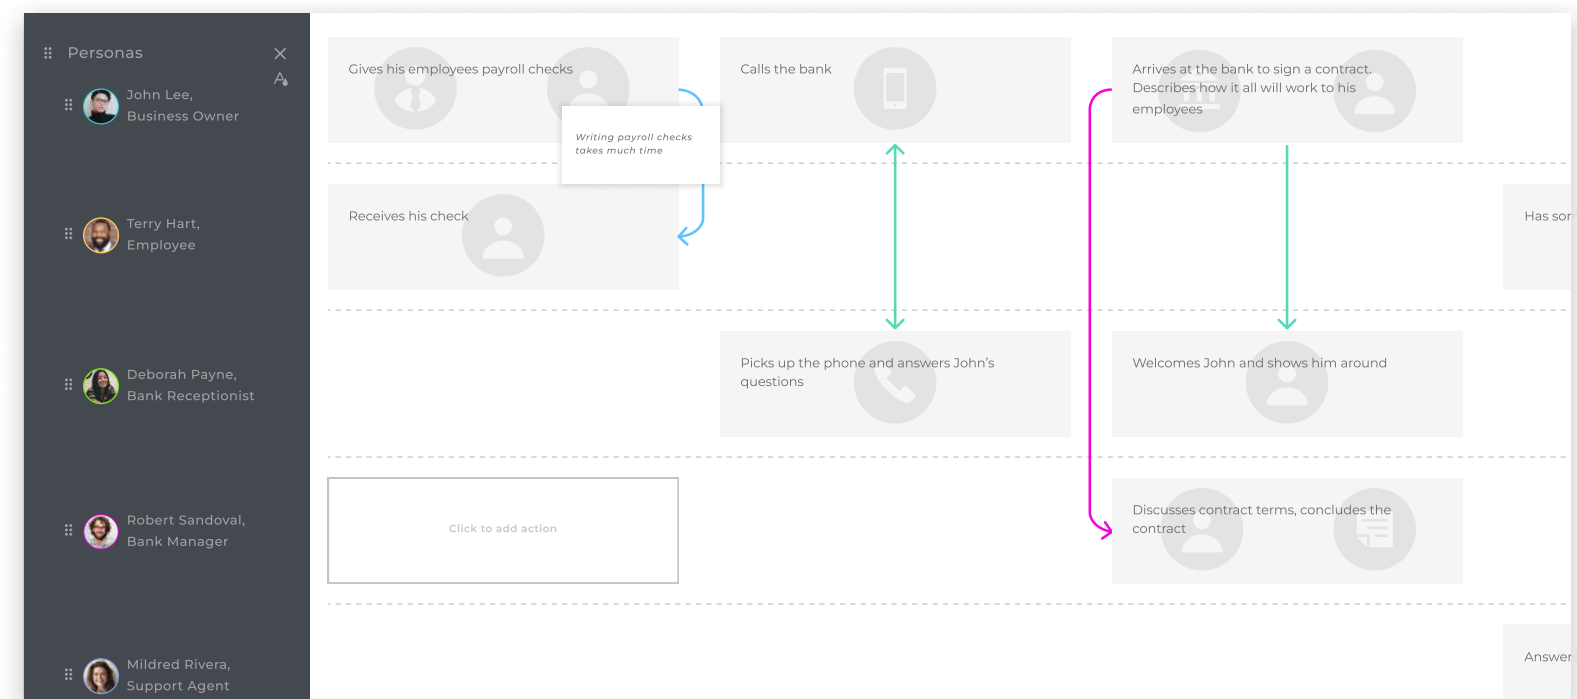 Personas
John Lee,
Business Owner
Gives his employees payroll checks
Calls the bank
Arrives at the bank to sign a contract.
Describes how it all will work to his
employees
Writing payroll checks
takes much time
Terry Hart,
Employee
Receives his check
Has
Deborah Payne,
Bank Receptionist
Picks up the phone and answers John’s
questions
Welcomes John and shows him around
Robert Sandoval,
Bank Manager
Click to add action
Discusses contract terms, concludes the
contract
Mildred Rivera,
Support Agent